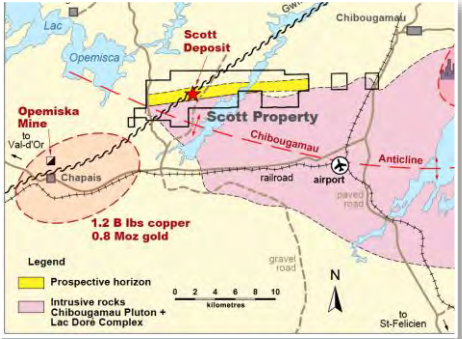 Lac
Opemisca
Scott
Deposit
Chibougamau
Scott Property
Opemiska
Mine
to
Val-d'Or
Chapais
Chibougamau
Anticline
railroad
airport
paved
road
1.2 B lbs copper
0.8 Moz gold
gravel
road
Legend
Prospective horizon
Intrusive rocks
Chibougamau Pluton +
Lac Doré Complex
0 2 4 6 8 10
kilometres
N
to
St-Felicien